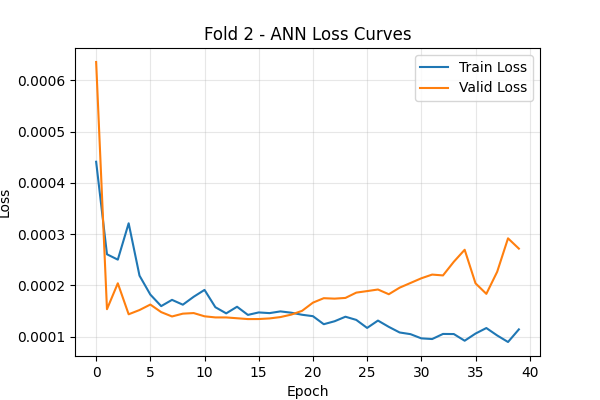 Fold 2 - ANN Loss Curves
Train Loss
Valid Loss
0.0006
0.0005
0.0004
0.0003
0.0002
0.0001
Loss
0 5 10 15 20 25 30 35 40
Epoch